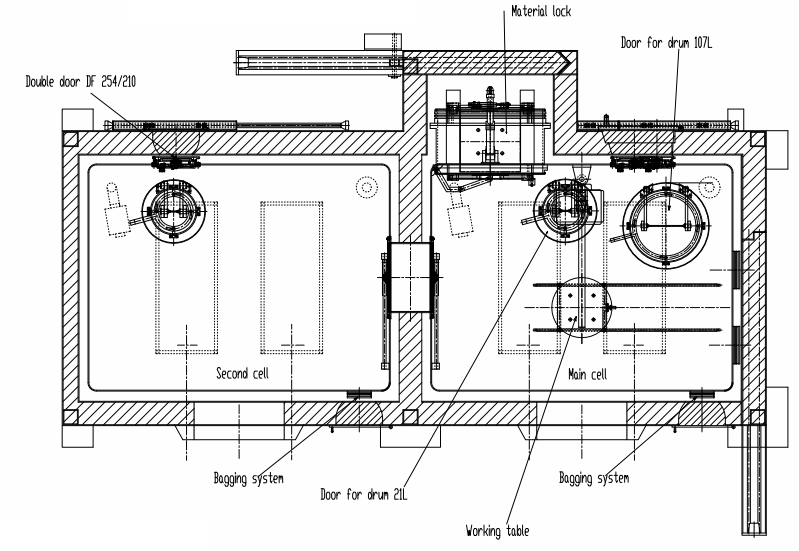 Material lock
Door for drum 107L
Double door DF 254/210
Second cell
Main cell
Bagging system
Bagging system
Door for drum 21L
Working table